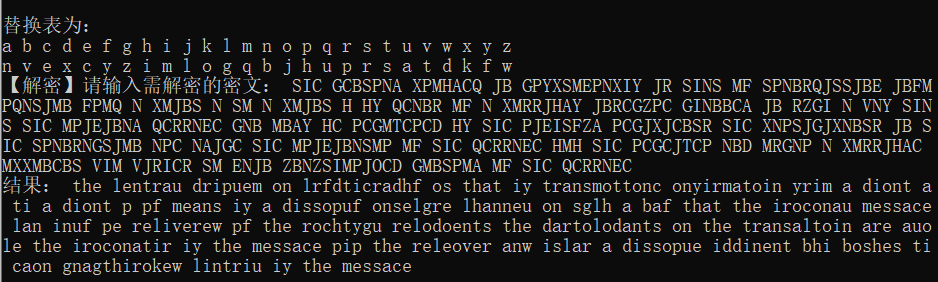 替换表为:
a b c d e f g h i j k l m n o p q r s t u v w x y z
n v e x c y z i m l o g q b j h u p r s a t d k f w
【解密】请输入需解密的密文: SIC GCBSPNA XPMHACQ JB GPYXSMEPNXIY JR SINS MF SPNBRQJSSJBE JBFM
PQNSJMB FPMQ N XMJBS N SM N XMJBS H HY QCNBR MF N XMRRJHAY JBRCGZPC GINBBCA JB RZGI N VNY SIN
S SIC MPJEJBNA QCRRNEC GNB MBAY HC PCGMTCPCD HY SIC PJEISFZA PCGJXJCBSR SIC XNPSJGJXNBSR JB S
IC SPNBRNGSJMB NPC NAJGC SIC MPJEJBNSMP MF SIC QCRRNEC HMH SIC PCGCJTCP NBD MRGNP N XMRRJHAC
MXXMBCBS VIM VJRICR SM ENJB ZBNZSIMPJOCD GMBSPMA MF SIC QCRRNEC
结果: the lentrau dripuem on lrfdticradhf os that iy transmottonc onyirmatoin yrim a diont a
ti a diont p pf means iy a dissopuf onselgre lhanneu on sglh a baf that the iroconau message
lan inuf pe reliverew pf the rochtygu relodoents the dartolodants on the transaltoin are auo
le the iroconatir iy the messace pip the releover anw islar a dissopue iddinent bhi boshes ti
caon gnagthirokew lintriu iy the messace